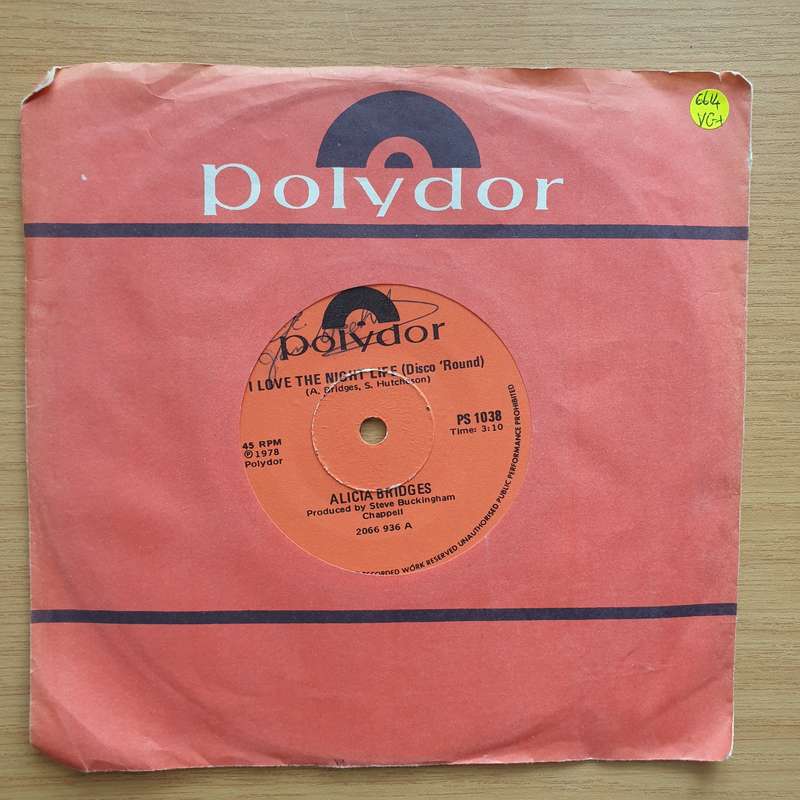 664
VG+
polydor
polydor
I LOVE THE NIGHT LIFE (Disco 'Round)
(A. Bridges, S. Hutcheson)
PS 1038
Time: 3:10
45 RPM
℗ 1978
Polydor
ALICIA BRIDGES
Produced by Steve Buckingham
Chappell
2066 936 A
RECORDED WORK RESERVED UNAUTHORISED PUBLIC PERFORMANCE PROHIBITED